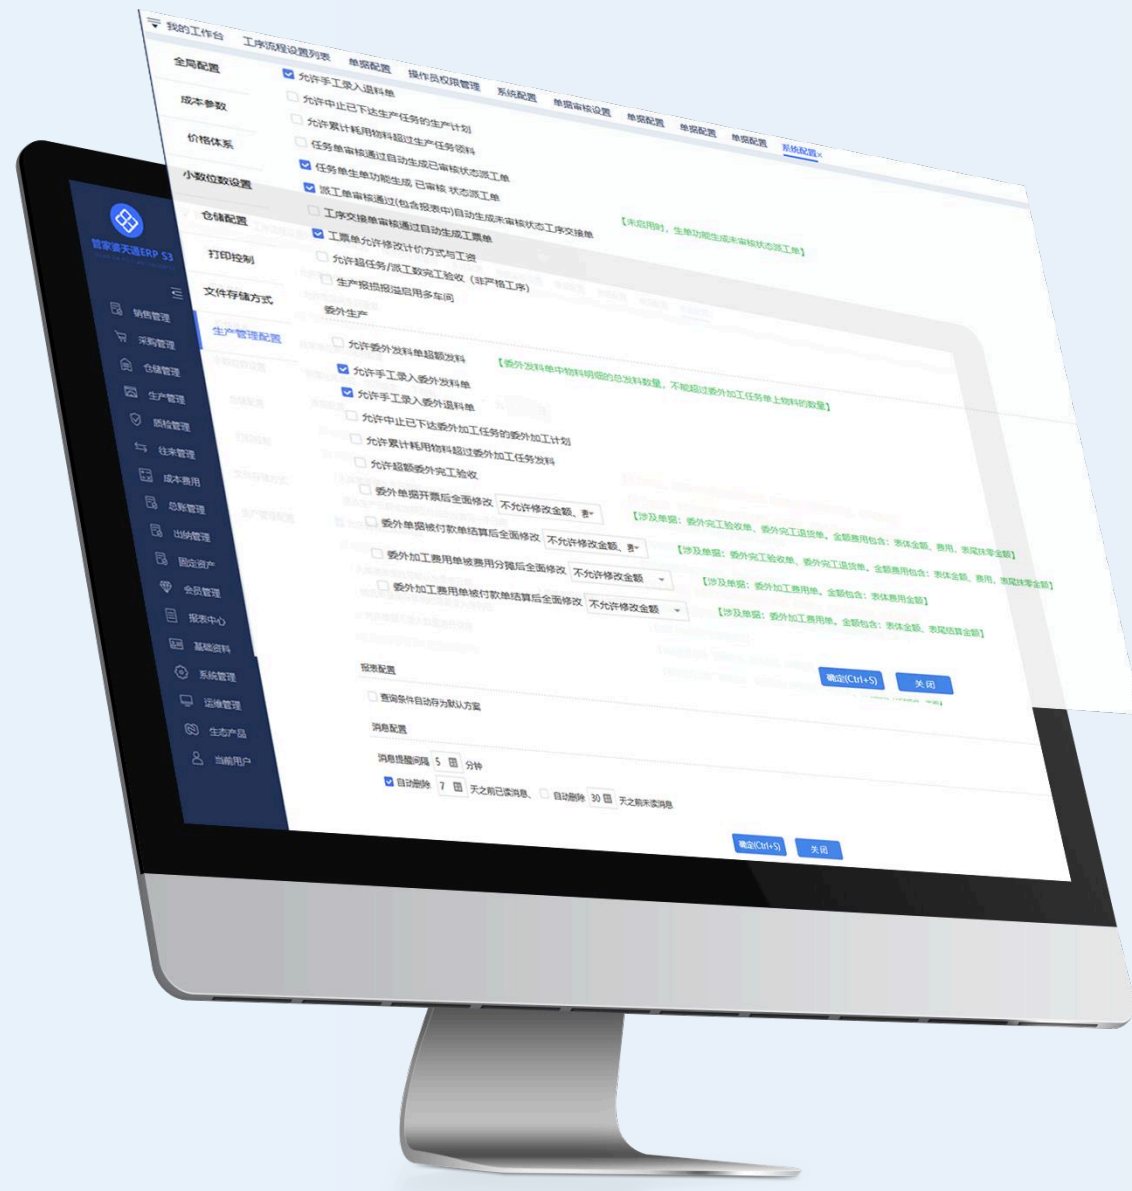 我的工作台 工序流程设置列表 单据配置 操作员权限管理 系统配置 单据审核设置 单据配置 单据配置 单据配置 系统配置×
全局配置
成本参数
价格体系
小数位数设置
仓储配置
打印控制
文件存储方式
生产管理配置
允许手工录入退料单
允许中止已下达生产任务的生产计划
允许累计耗用物料超过生产任务领料
任务单审核通过自动生成已审核状态派工单
任务单生单功能生成 已审核 状态派工单 【未启用时，生单功能生成未审核状态派工单】
派工单审核通过(包含报表中)自动生成未审核状态工序交接单
工序交接单审核通过自动生成工票单
工票单允许修改计价方式与工资
允许超任务/派工数完工验收（非严格工序）
生产报损报溢启用多车间
委外生产
允许委外发料单超额发料 【委外发料单中物料明细的总发料数量，不能超过委外加工任务单上物料的数量】
允许手工录入委外发料单
允许手工录入委外退料单
允许中止已下达委外加工任务的委外加工计划
允许累计耗用物料超过委外加工任务发料
允许超额委外完工验收
委外单据开票后全面修改 不允许修改金额、 【涉及单据：委外完工验收单、委外完工退货单。金额费用包含：表体金额、费用、表尾抹零金额】
委外单据被付款单结算后全面修改 不允许修改金额、 【涉及单据：委外完工验收单、委外完工退货单。金额费用包含：表体金额、费用、表尾抹零金额】
委外加工费用单被费用分摊后全面修改 不允许修改金额 【涉及单据：委外加工费用单。金额包含：表体费用金额】
委外加工费用单被付款单结算后全面修改 不允许修改金额 【涉及单据：委外加工费用单。金额包含：表体金额、表尾结算金额】
确定(Ctrl+S) 关闭
管家婆天通ERP S3
销售管理
采购管理
仓储管理
生产管理
质检管理
往来管理
成本费用
总账管理
出纳管理
固定资产
会员管理
报表中心
基础资料
系统管理
运维管理
生态产品
当前用户
报表配置
查询条件自动存为默认方案
消息配置
消息提醒间隔 5 分钟
自动删除 7 天之前已读消息、 自动删除 30 天之前未读消息
确定(Ctrl+S) 关闭